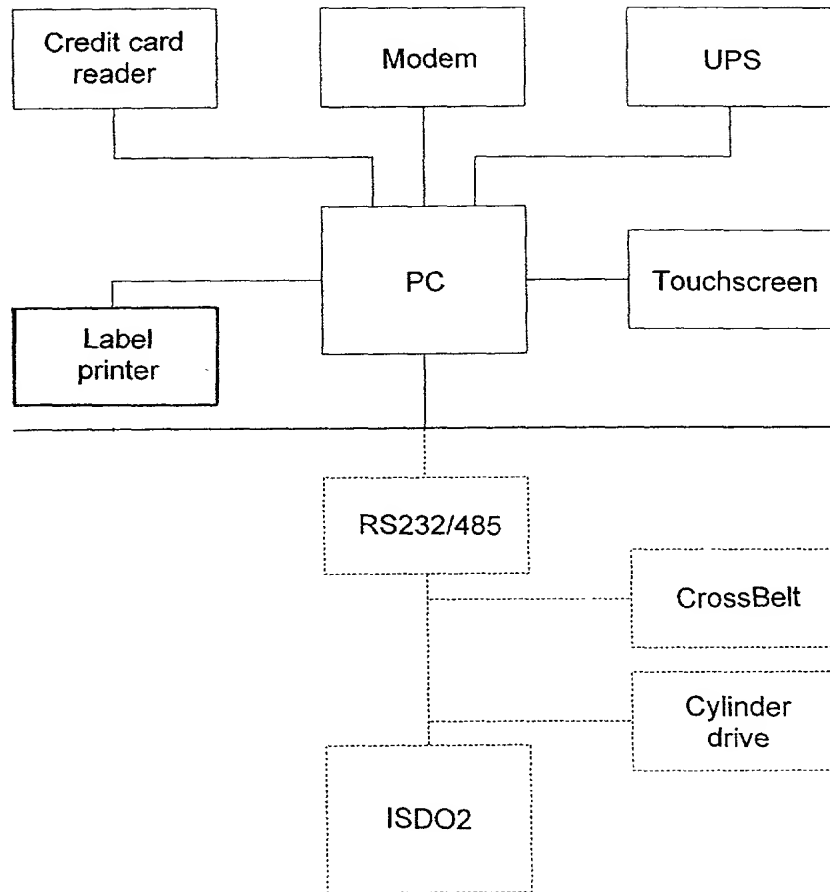 Credit card
reader
Modem
UPS
PC
Touchscreen
Label
printer
RS232/485
CrossBelt
Cylinder
drive
ISDO2